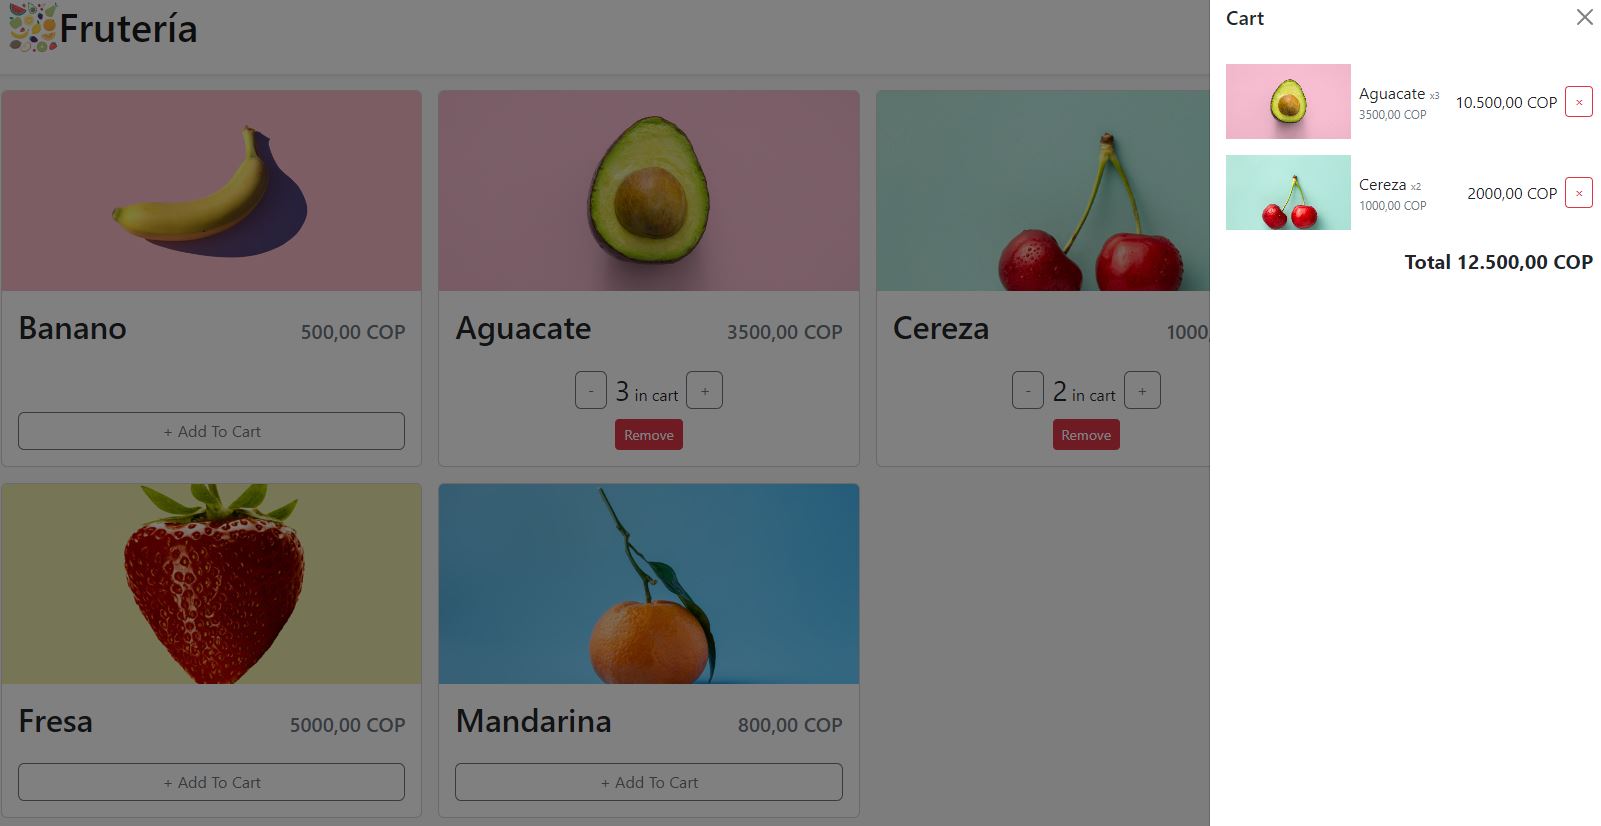 Frutería
Banano 500,00 COP
+ Add To Cart
Aguacate 3500,00 COP
- 3 in cart +
Remove
Cereza 1000,
- 2 in cart +
Remove
Fresa 5000,00 COP
+ Add To Cart
Mandarina 800,00 COP
+ Add To Cart
Cart
Aguacate x3 10.500,00 COP ×
3500,00 COP
Cereza x2 2000,00 COP ×
1000,00 COP
Total 12.500,00 COP